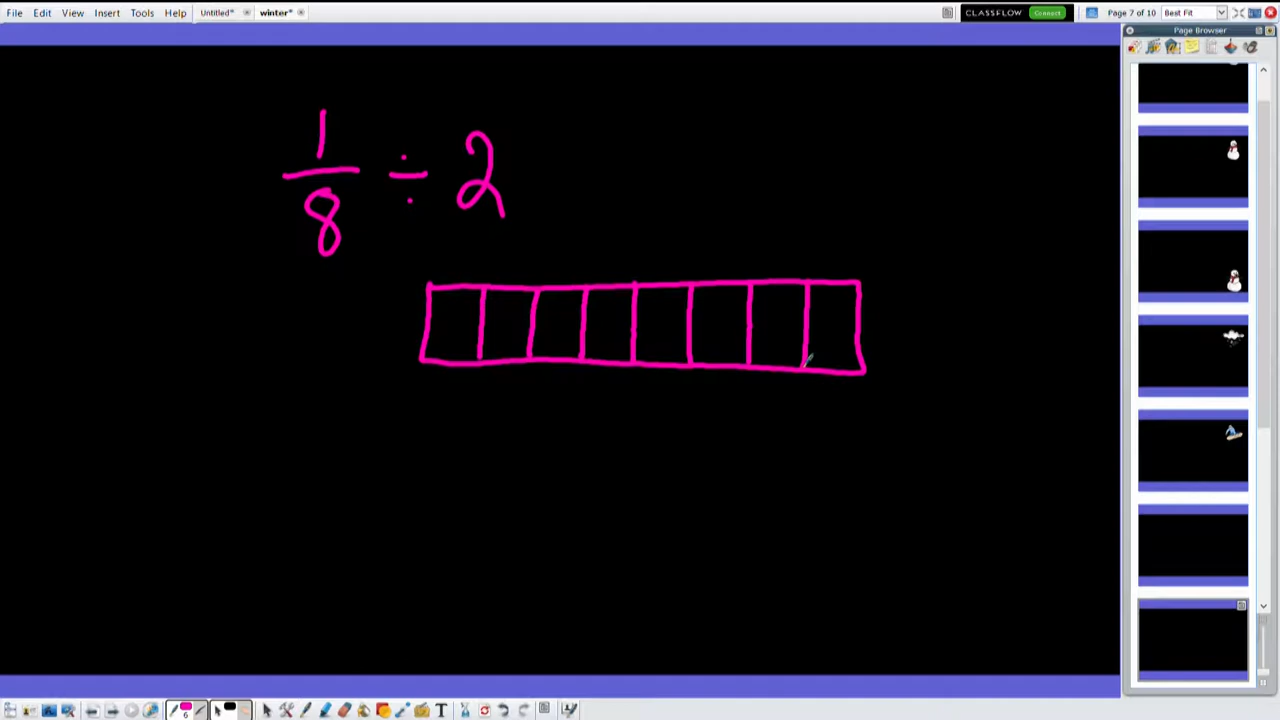 File Edit View Insert Tools Help Untitled* winter* CLASSFLOW Connect Page 7 of 10 Best Fit
Page Browser
1/8 ÷ 2
6 T